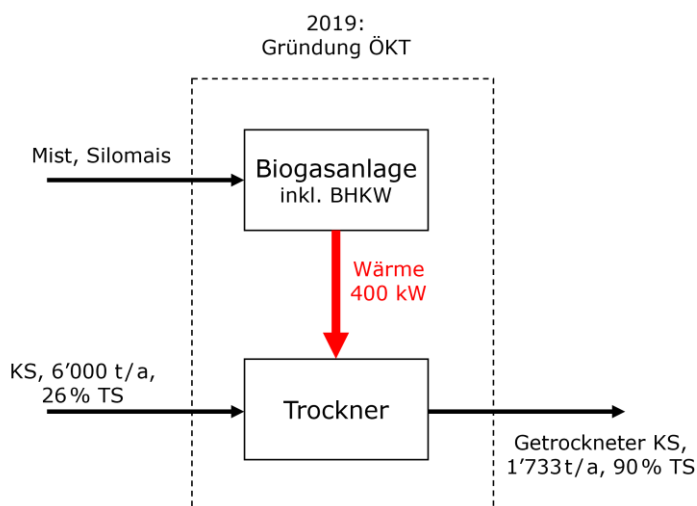 2019:
Gründung ÖKT
Mist, Silomais
Biogasanlage
inkl. BHKW
Wärme
400 kW
KS, 6’000 t/a,
26% TS
Trockner
Getrockneter KS,
1’733 t/a, 90% TS